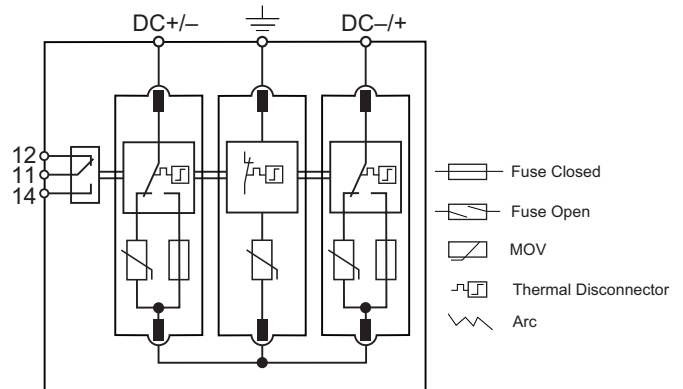 DC+/–
DC–/+
12
11
14
Fuse Closed
Fuse Open
MOV
Thermal Disconnector
Arc